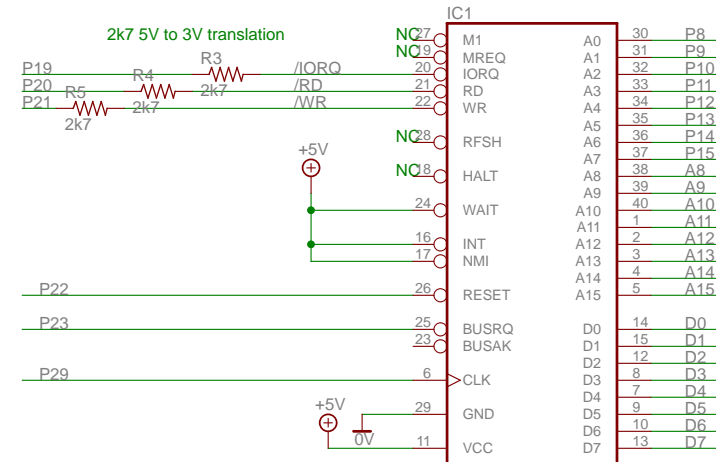 IC1
2k7 5V to 3V translation
NC 27 M1 A0 30 P8
NC 19 MREQ A1 31 P9
R3
P19 /IORQ 20 IORQ A2 32 P10
R4 2k7
P20 /RD 21 RD A3 33 P11
R5 2k7
P21 /WR 22 WR A4 34 P12
2k7
A5 35 P13
NC 28 RFSH A6 36 P14
A7 37 P15
+5V
NC 18 HALT A8 38 A8
A9 39 A9
24 WAIT A10 40 A10
A11 1 A11
16 INT A12 2 A12
17 NMI A13 3 A13
A14 4 A14
P22 26 RESET A15 5 A15
P23 25 BUSRQ D0 14 D0
23 BUSAK D1 15 D1
D2 12 D2
P29 6 CLK D3 8 D3
D4 7 D4
+5V
29 GND D5 9 D5
0V
D6 10 D6
11 VCC D7 13 D7